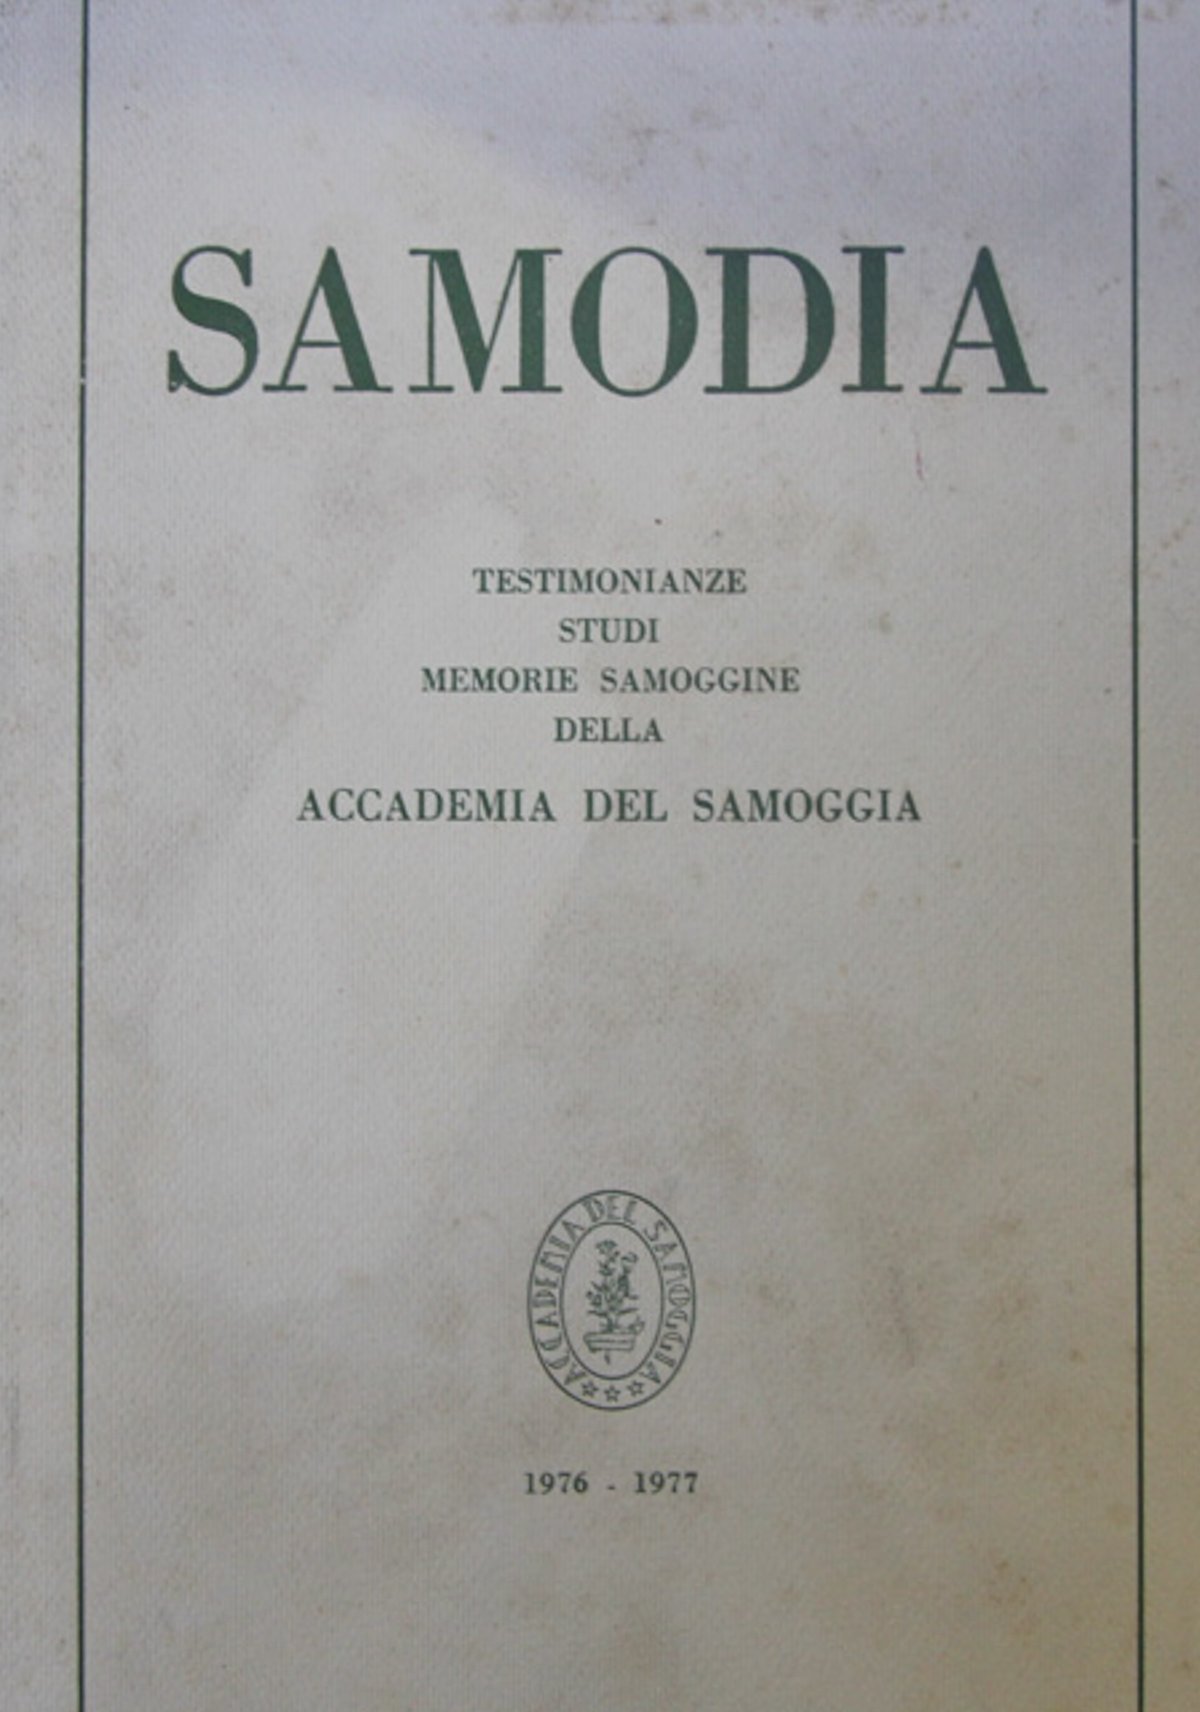 SAMODIA
TESTIMONIANZE
STUDI
MEMORIE SAMOGGINE
DELLA
ACCADEMIA DEL SAMOGGIA
ACCADEMIA DEL SAMOGGIA
1976 - 1977